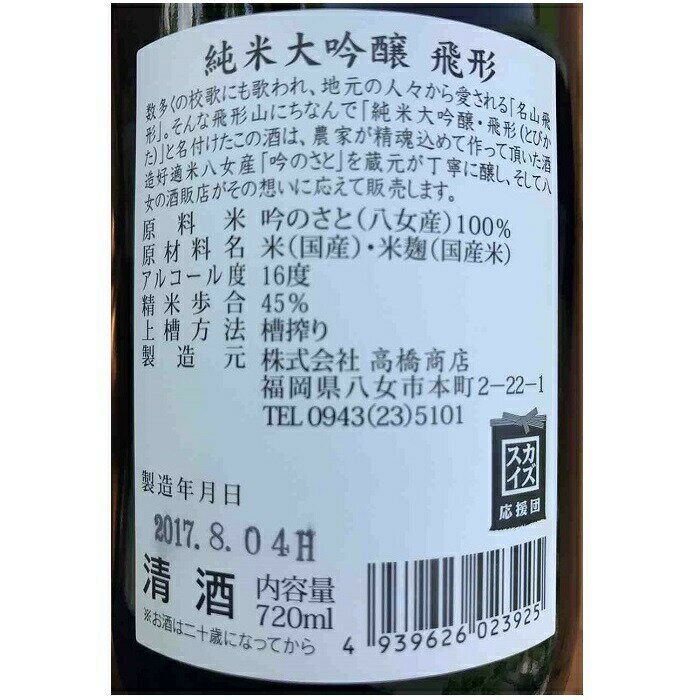 純米大吟醸 飛形
数多くの校歌にも歌われ、地元の人々から愛される「名山飛
形」。そんな飛形山にちなんで「純米大吟醸・飛形(とびか
た)」と名付けたこの酒は、農家が精魂込めて作って頂いた酒
造好適米八女産「吟のさと」を蔵元が丁寧に醸し、そして八
女の酒販店がその想いに応えて販売します。
原料米 吟のさと(八女産)100%
原材料名 米(国産)・米麹(国産米)
アルコール度 16度
精米歩合 45%
上槽方法 槽搾り
製造元 株式会社 高橋商店
福岡県八女市本町2-22-1
TEL 0943(23)5101
スカイズ
応援団
製造年月日
2017.8.04H
清酒 内容量
720ml
※お酒は二十歳になってから
4 939626 023925